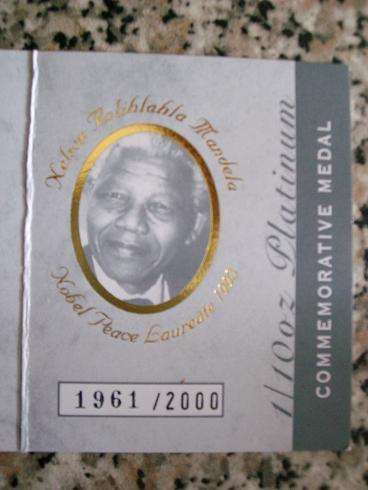 Nelson Rolihlahla Mandela
Nobel Peace Laureate 1993
1961 /2000
1/10oz Platinum
COMMEMORATIVE MEDAL